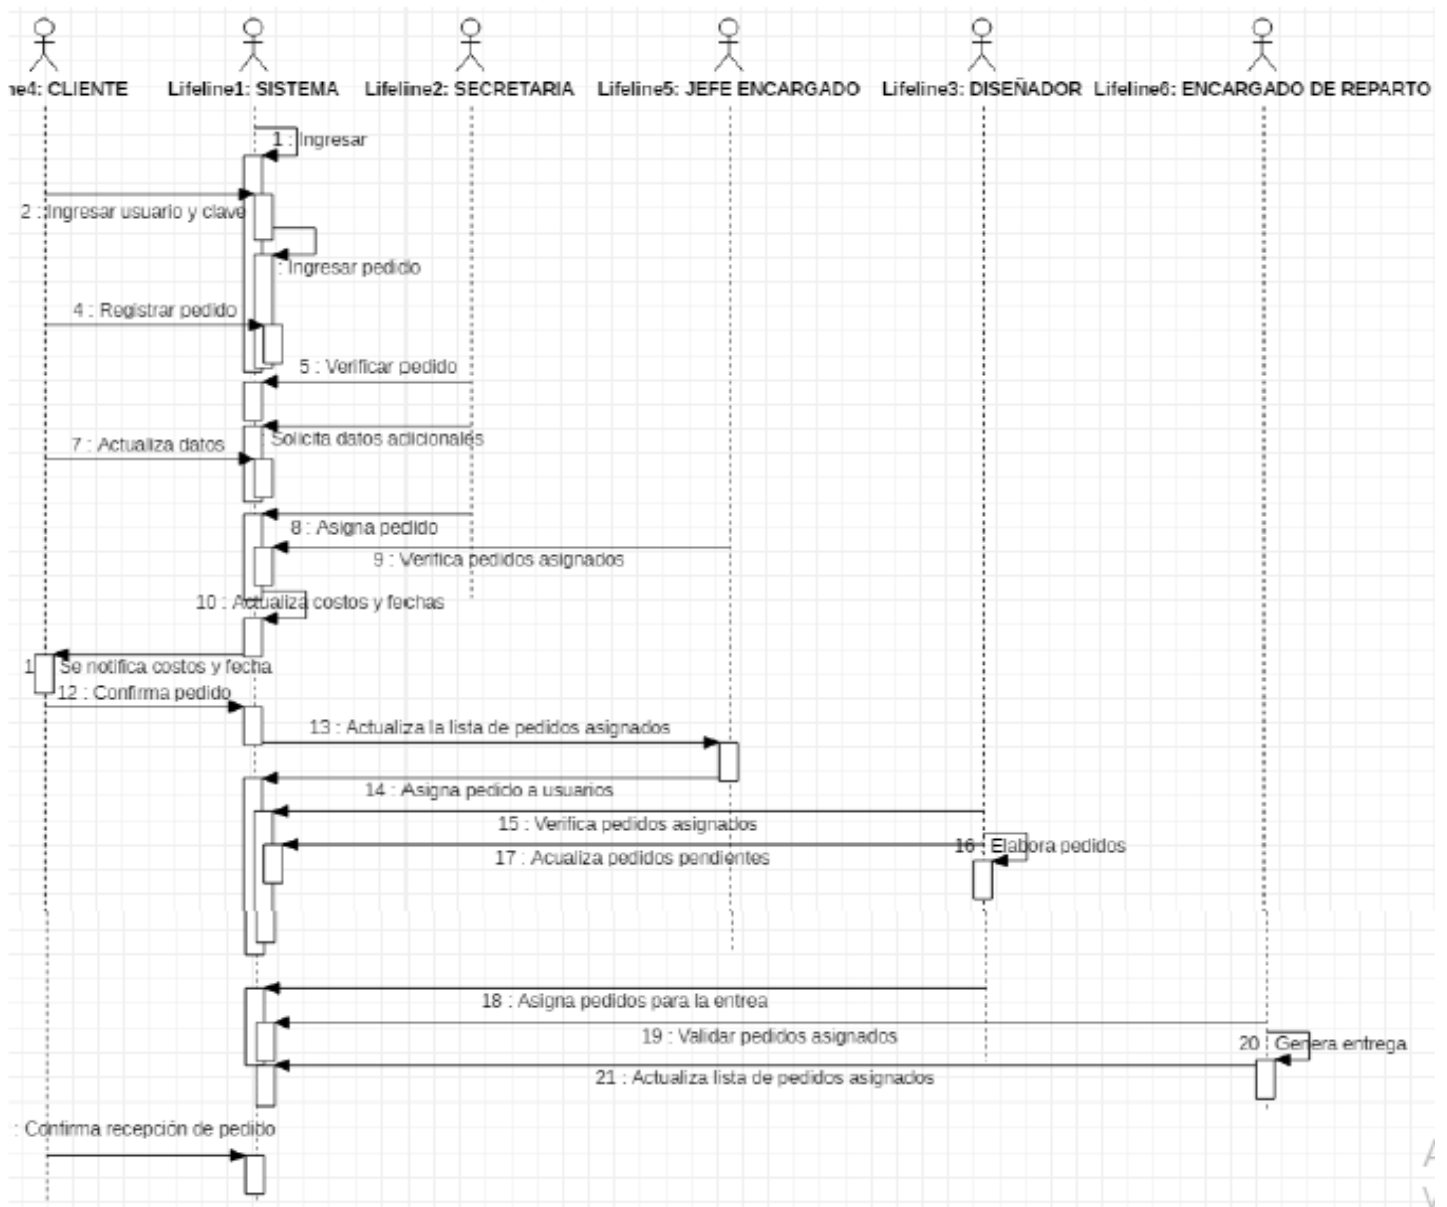 ne4: CLIENTE
Lifeline1: SISTEMA
Lifeline2: SECRETARIA
Lifeline5: JEFE ENCARGADO
Lifeline3: DISEÑADOR
Lifeline6: ENCARGADO DE REPARTO
1 : Ingresar
2 : Ingresar usuario y clave
: Ingresar pedido
4 : Registrar pedido
5 : Verificar pedido
: Solicita datos adicionales
7 : Actualiza datos
8 : Asigna pedido
9 : Verifica pedidos asignados
10 : Actualiza costos y fechas
1 Se notifica costos y fecha
12 : Confirma pedido
13 : Actualiza la lista de pedidos asignados
14 : Asigna pedido a usuarios
15 : Verifica pedidos asignados
16 : Elabora pedidos
17 : Acualiza pedidos pendientes
18 : Asigna pedidos para la entrea
19 : Validar pedidos asignados
20 : Genera entrega
21 : Actualiza lista de pedidos asignados
: Confirma recepción de pedido